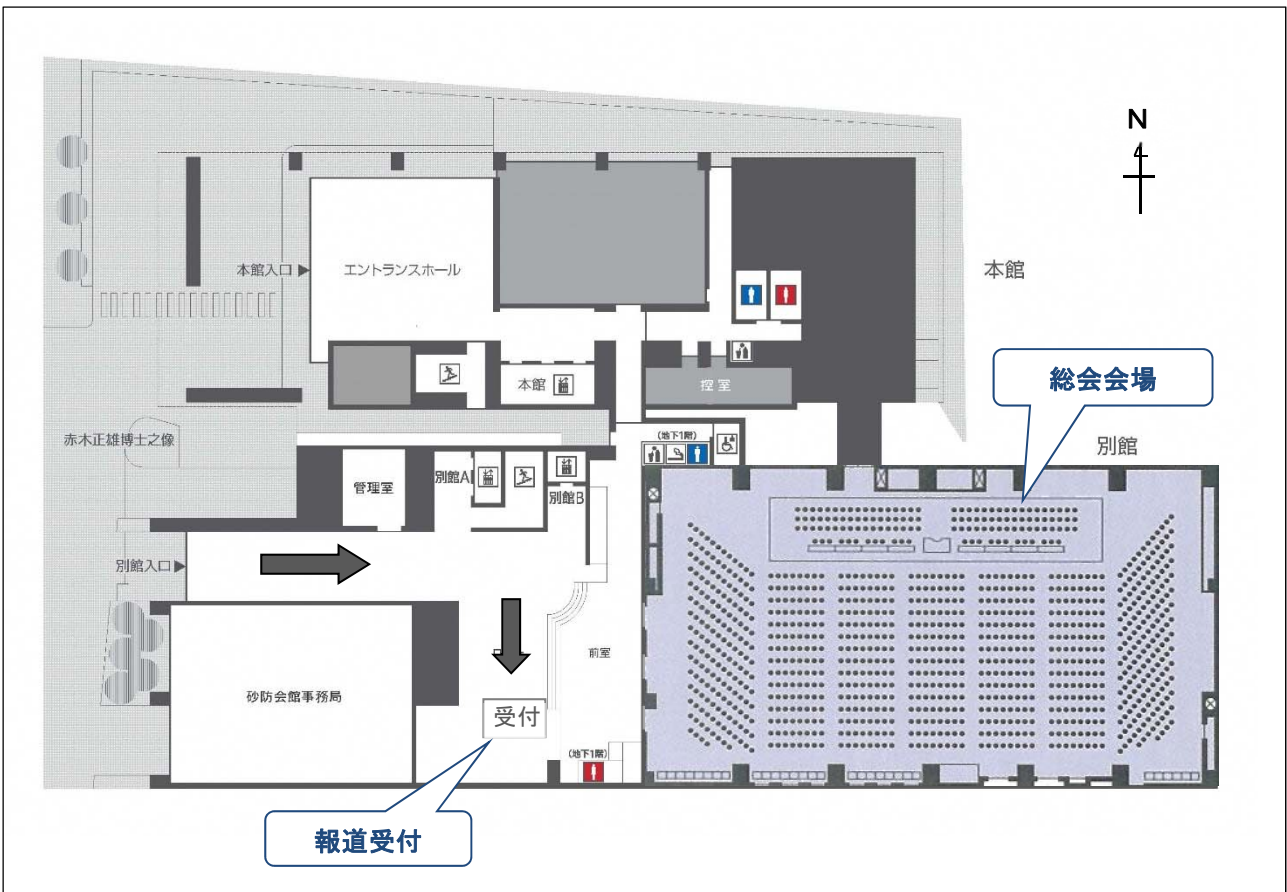 N
本館入口▶
エントランスホール
本館
総会会場
本館
控室
赤木正雄博士之像
(地下1階)
別館
管理室
別館A
別館B
別館入口▶
前室
砂防会館事務局
受付
(地下1階)
報道受付